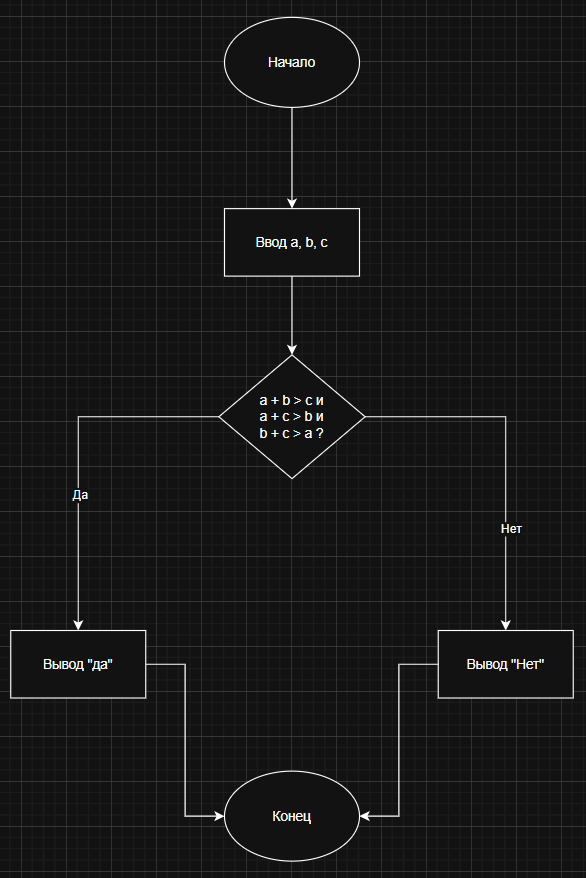 Начало
Ввод a, b, c
a + b > c и
a + c > b и
b + c > a ?
Да
Нет
Вывод "да"
Вывод "Нет"
Конец